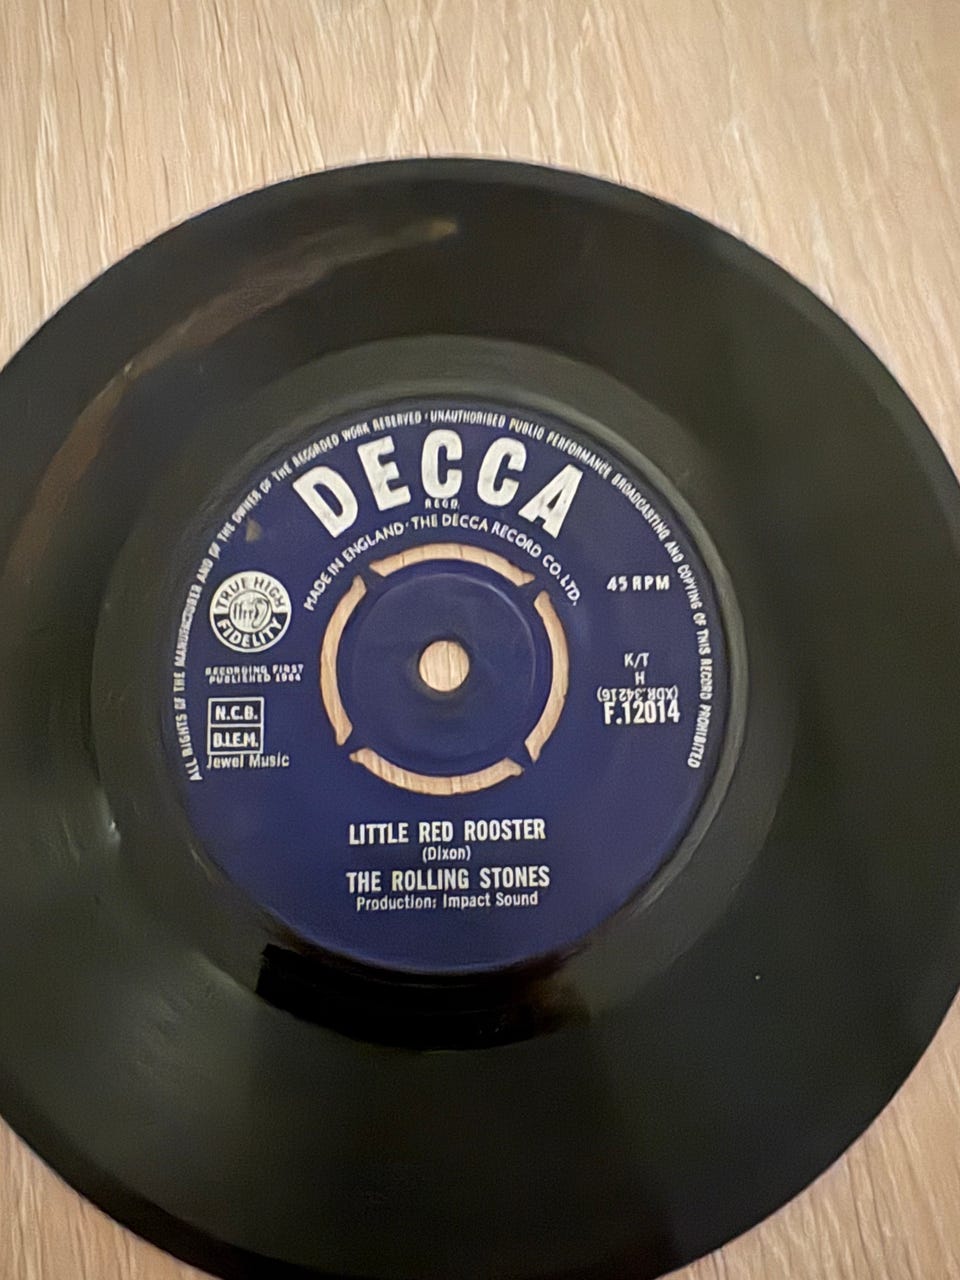 ALL RIGHTS OF THE MANUFACTURER AND OF THE OWNER OF THE RECORDED WORK RESERVED · UNAUTHORISED PUBLIC PERFORMANCE BROADCASTING AND COPYING OF THIS RECORD PROHIBITED
DECCA
REGD.
MADE IN ENGLAND · THE DECCA RECORD CO. LTD.
TRUE HIGH
ffrr
FIDELITY
45 RPM
RECORDING FIRST
PUBLISHED 1964
K/T
H
(XDR.34216)
F.12014
N.C.B.
B.I.E.M.
Jewel Music
LITTLE RED ROOSTER
(Dixon)
THE ROLLING STONES
Production: Impact Sound